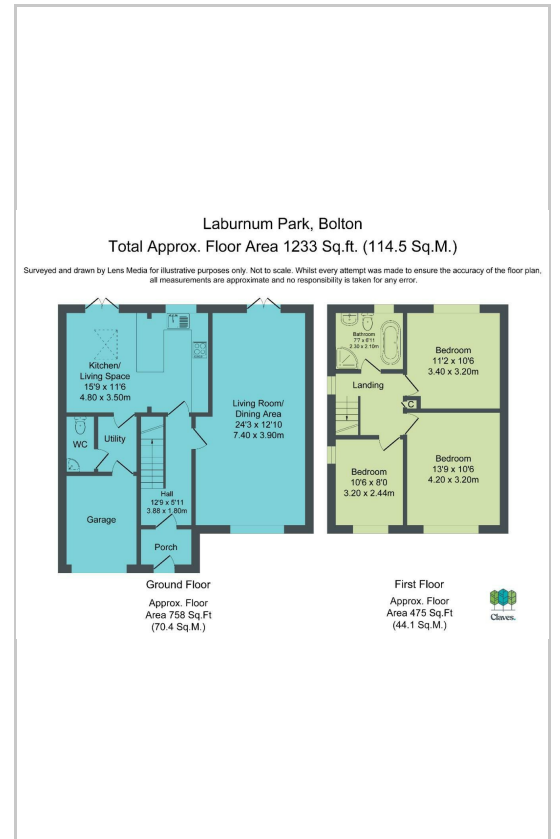 Laburnum Park, Bolton
Total Approx. Floor Area 1233 Sq.ft. (114.5 Sq.M.)
Surveyed and drawn by Lens Media for illustrative purposes only. Not to scale. Whilst every attempt was made to ensure the accuracy of the floor plan,
all measurements are approximate and no responsibility is taken for any error.
Kitchen/
Living Space
15'9 x 11'6
4.80 x 3.50m
WC
Utility
Garage
Hall
12'9 x 5'11
3.88 x 1.80m
Porch
Living Room/
Dining Area
24'3 x 12'10
7.40 x 3.90m
Ground Floor
Approx. Floor
Area 758 Sq.Ft
(70.4 Sq.M.)
Bathroom
7'7 x 6'11
2.30 x 2.10m
Bedroom
11'2 x 10'6
3.40 x 3.20m
Landing
C
Bedroom
10'6 x 8'0
3.20 x 2.44m
Bedroom
13'9 x 10'6
4.20 x 3.20m
First Floor
Approx. Floor
Area 475 Sq.Ft
(44.1 Sq.M.)
Claves.